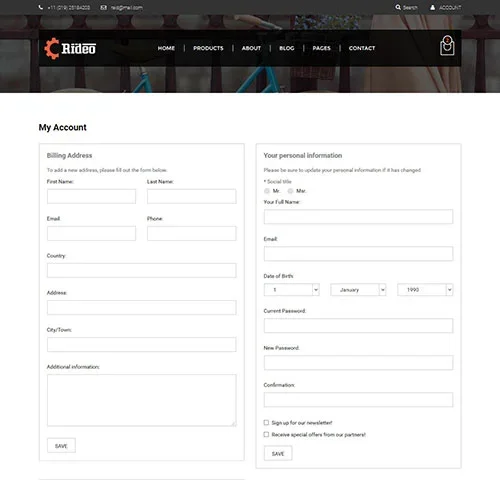 +11 (019) 25184203
Search
ACCOUNT
Rideo
HOME
PRODUCTS
ABOUT
BLOG
PAGES
CONTACT
My Account
Billing Address
To add a new address, please fill out the form below.
First Name:
Last Name:
Email:
Phone:
Country:
Address:
City/Town:
Additional information:
SAVE
Your personal information
Please be sure to update your personal information if it has changed
* Social title
Mr.
Msr.
Your Full Name:
Email:
Date of Birth:
1
January
1990
Current Password:
New Password:
Confirmation:
Sign up for our newsletter!
Receive special offers from our partners!
SAVE